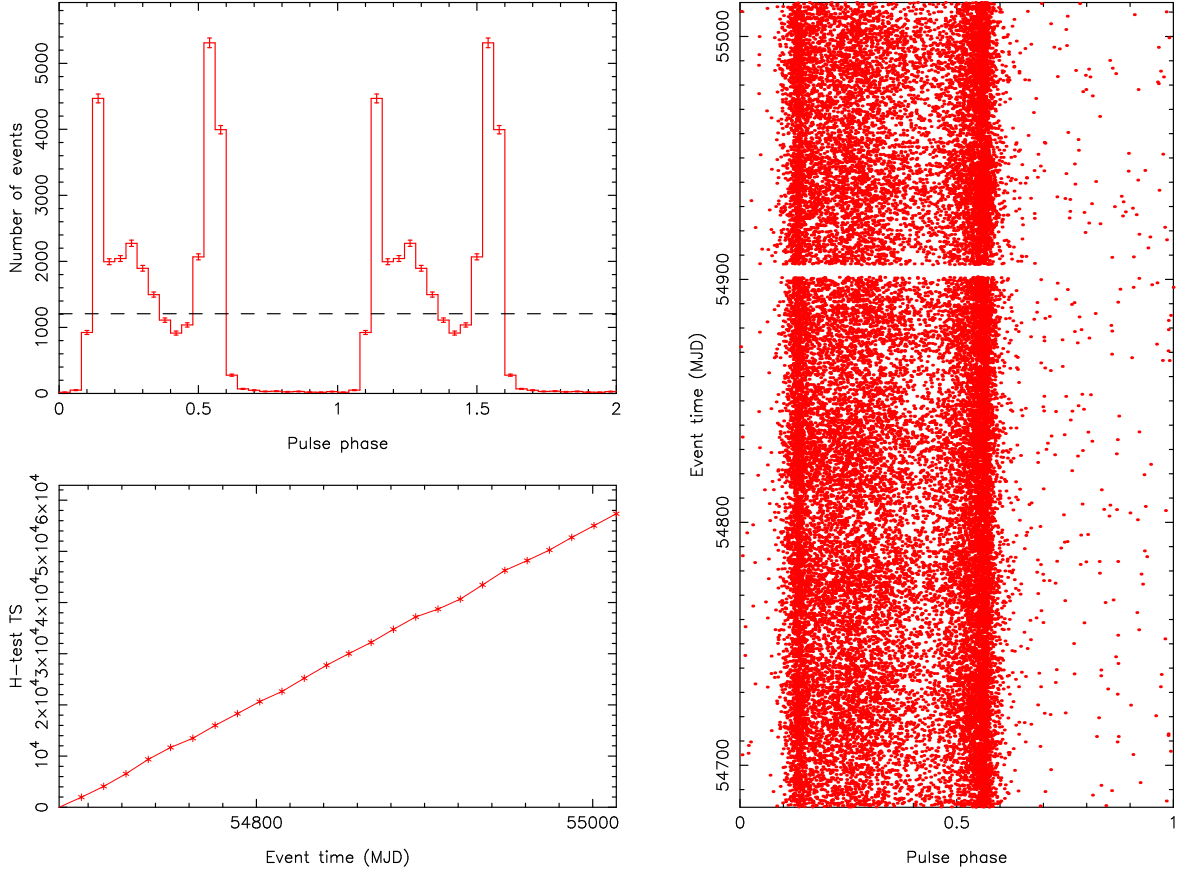 Number of events
5000
4000
3000
2000
1000
0
0 0.5 1 1.5 2
Pulse phase
H-test TS
6×10⁴
5×10⁴
4×10⁴
3×10⁴
2×10⁴
10⁴
0
54800 55000
Event time (MJD)
Event time (MJD)
55000
54900
54800
54700
0 0.5 1
Pulse phase